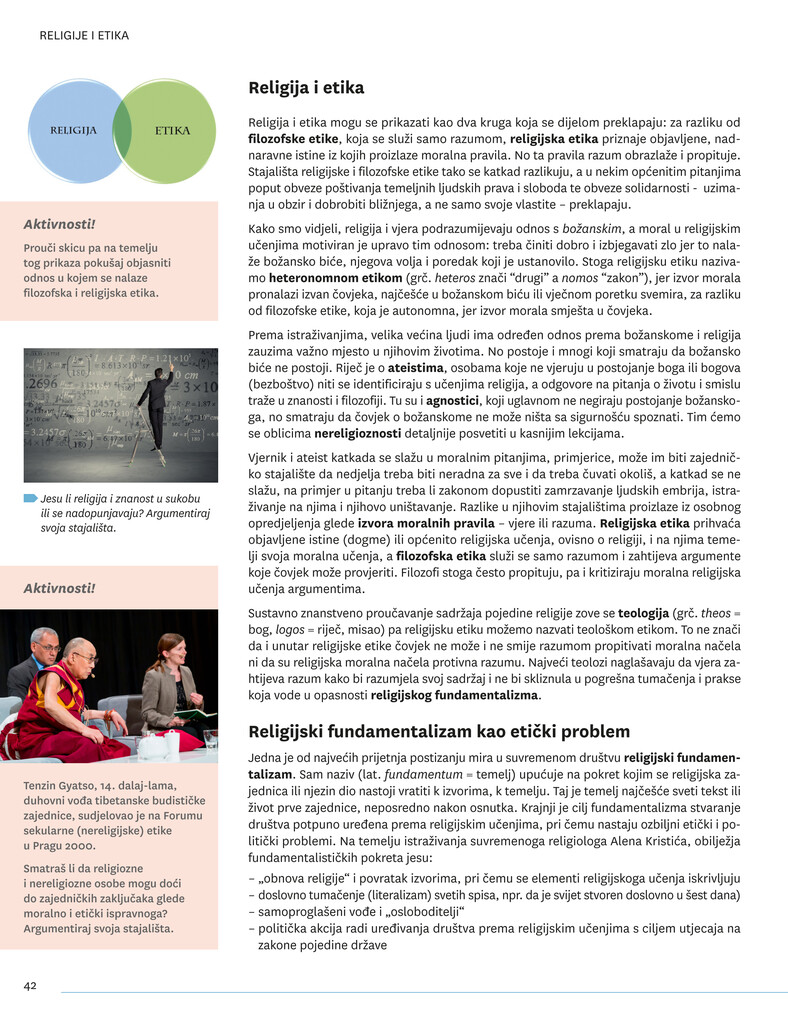 RELIGIJE I ETIKA
RELIGIJA
ETIKA
Aktivnosti!
Prouči skicu pa na temelju
tog prikaza pokušaj objasniti
odnos u kojem se nalaze
filozofska i religijska etika.
Jesu li religija i znanost u sukobu
ili se nadopunjavaju? Argumentiraj
svoja stajališta.
Aktivnosti!
Tenzin Gyatso, 14. dalaj-lama,
duhovni vođa tibetanske budističke
zajednice, sudjelovao je na Forumu
sekularne (nereligijske) etike
u Pragu 2000.
Smatraš li da religiozne
i nereligiozne osobe mogu doći
do zajedničkih zaključaka glede
moralno i etički ispravnoga?
Argumentiraj svoja stajališta.
Religija i etika
Religija i etika mogu se prikazati kao dva kruga koja se dijelom preklapaju: za razliku od
filozofske etike, koja se služi samo razumom, religijska etika priznaje objavljene, nad-
naravne istine iz kojih proizlaze moralna pravila. No ta pravila razum obrazlaže i propituje.
Stajališta religijske i filozofske etike tako se katkad razlikuju, a u nekim općenitim pitanjima
poput obveze poštivanja temeljnih ljudskih prava i sloboda te obveze solidarnosti - uzima-
nja u obzir i dobrobiti bližnjega, a ne samo svoje vlastite – preklapaju.
Kako smo vidjeli, religija i vjera podrazumijevaju odnos s božanskim, a moral u religijskim
učenjima motiviran je upravo tim odnosom: treba činiti dobro i izbjegavati zlo jer to nala-
že božansko biće, njegova volja i poredak koji je ustanovilo. Stoga religijsku etiku naziva-
mo heteronomnom etikom (grč. heteros znači “drugi” a nomos “zakon”), jer izvor morala
pronalazi izvan čovjeka, najčešće u božanskom biću ili vječnom poretku svemira, za razliku
od filozofske etike, koja je autonomna, jer izvor morala smješta u čovjeka.
Prema istraživanjima, velika većina ljudi ima određen odnos prema božanskome i religija
zauzima važno mjesto u njihovim životima. No postoje i mnogi koji smatraju da božansko
biće ne postoji. Riječ je o ateistima, osobama koje ne vjeruju u postojanje boga ili bogova
(bezboštvo) niti se identificiraju s učenjima religija, a odgovore na pitanja o životu i smislu
traže u znanosti i filozofiji. Tu su i agnostici, koji uglavnom ne negiraju postojanje božansko-
ga, no smatraju da čovjek o božanskome ne može ništa sa sigurnošću spoznati. Tim ćemo
se oblicima nereligioznosti detaljnije posvetiti u kasnijim lekcijama.
Vjernik i ateist katkada se slažu u moralnim pitanjima, primjerice, može im biti zajednič-
ko stajalište da nedjelja treba biti neradna za sve i da treba čuvati okoliš, a katkad se ne
slažu, na primjer u pitanju treba li zakonom dopustiti zamrzavanje ljudskih embrija, istra-
živanje na njima i njihovo uništavanje. Razlike u njihovim stajalištima proizlaze iz osobnog
opredjeljenja glede izvora moralnih pravila – vjere ili razuma. Religijska etika prihvaća
objavljene istine (dogme) ili općenito religijska učenja, ovisno o religiji, i na njima teme-
lji svoja moralna učenja, a filozofska etika služi se samo razumom i zahtijeva argumente
koje čovjek može provjeriti. Filozofi stoga često propituju, pa i kritiziraju moralna religijska
učenja argumentima.
Sustavno znanstveno proučavanje sadržaja pojedine religije zove se teologija (grč. theos =
bog, logos = riječ, misao) pa religijsku etiku možemo nazvati teološkom etikom. To ne znači
da i unutar religijske etike čovjek ne može i ne smije razumom propitivati moralna načela
ni da su religijska moralna načela protivna razumu. Najveći teolozi naglašavaju da vjera za-
htijeva razum kako bi razumjela svoj sadržaj i ne bi skliznula u pogrešna tumačenja i prakse
koja vode u opasnosti religijskog fundamentalizma.
Religijski fundamentalizam kao etički problem
Jedna je od najvećih prijetnja postizanju mira u suvremenom društvu religijski fundamen-
talizam. Sam naziv (lat. fundamentum = temelj) upućuje na pokret kojim se religijska za-
jednica ili njezin dio nastoji vratiti k izvorima, k temelju. Taj je temelj najčešće sveti tekst ili
život prve zajednice, neposredno nakon osnutka. Krajnji je cilj fundamentalizma stvaranje
društva potpuno uređena prema religijskim učenjima, pri čemu nastaju ozbiljni etički i po-
litički problemi. Na temelju istraživanja suvremenoga religiologa Alena Kristića, obilježja
fundamentalističkih pokreta jesu:
– „obnova religije“ i povratak izvorima, pri čemu se elementi religijskoga učenja iskrivljuju
– doslovno tumačenje (literalizam) svetih spisa, npr. da je svijet stvoren doslovno u šest dana)
– samoproglašeni vođe i „osloboditelji“
– politička akcija radi uređivanja društva prema religijskim učenjima s ciljem utjecaja na
zakone pojedine države
42